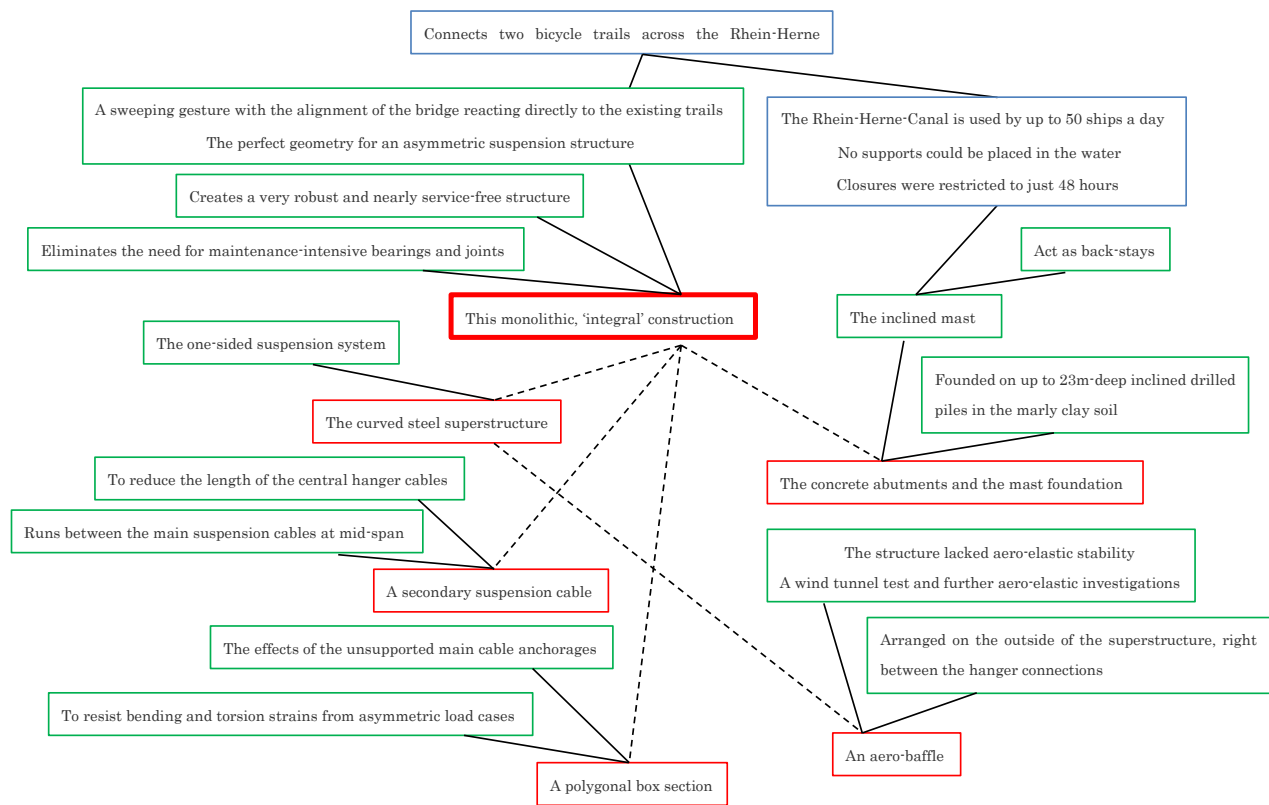 Connects two bicycle trails across the Rhein-Herne
A sweeping gesture with the alignment of the bridge reacting directly to the existing trails
The perfect geometry for an asymmetric suspension structure
The Rhein-Herne-Canal is used by up to 50 ships a day
No supports could be placed in the water
Closures were restricted to just 48 hours
Creates a very robust and nearly service-free structure
Eliminates the need for maintenance-intensive bearings and joints
Act as back-stays
This monolithic, ‘integral’ construction
The inclined mast
The one-sided suspension system
Founded on up to 23m-deep inclined drilled
piles in the marly clay soil
The curved steel superstructure
To reduce the length of the central hanger cables
The concrete abutments and the mast foundation
Runs between the main suspension cables at mid-span
The structure lacked aero-elastic stability
A wind tunnel test and further aero-elastic investigations
A secondary suspension cable
The effects of the unsupported main cable anchorages
Arranged on the outside of the superstructure, right
between the hanger connections
To resist bending and torsion strains from asymmetric load cases
An aero-baffle
A polygonal box section